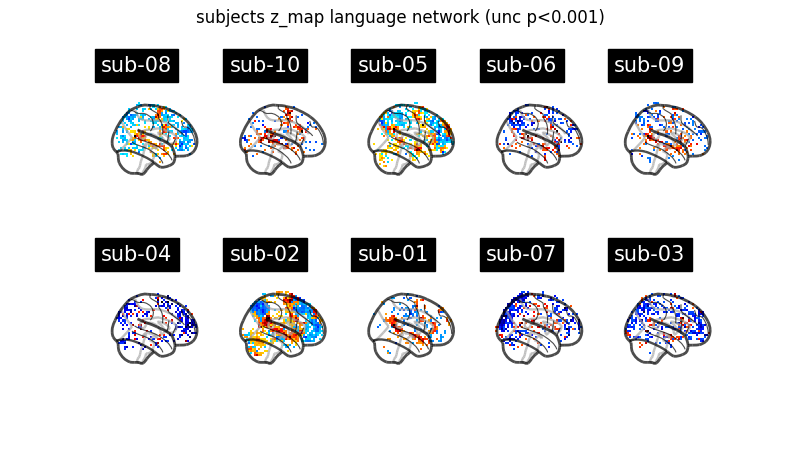 subjects z_map language network (unc p<0.001)
sub-08
sub-10
sub-05
sub-06
sub-09
sub-04
sub-02
sub-01
sub-07
sub-03